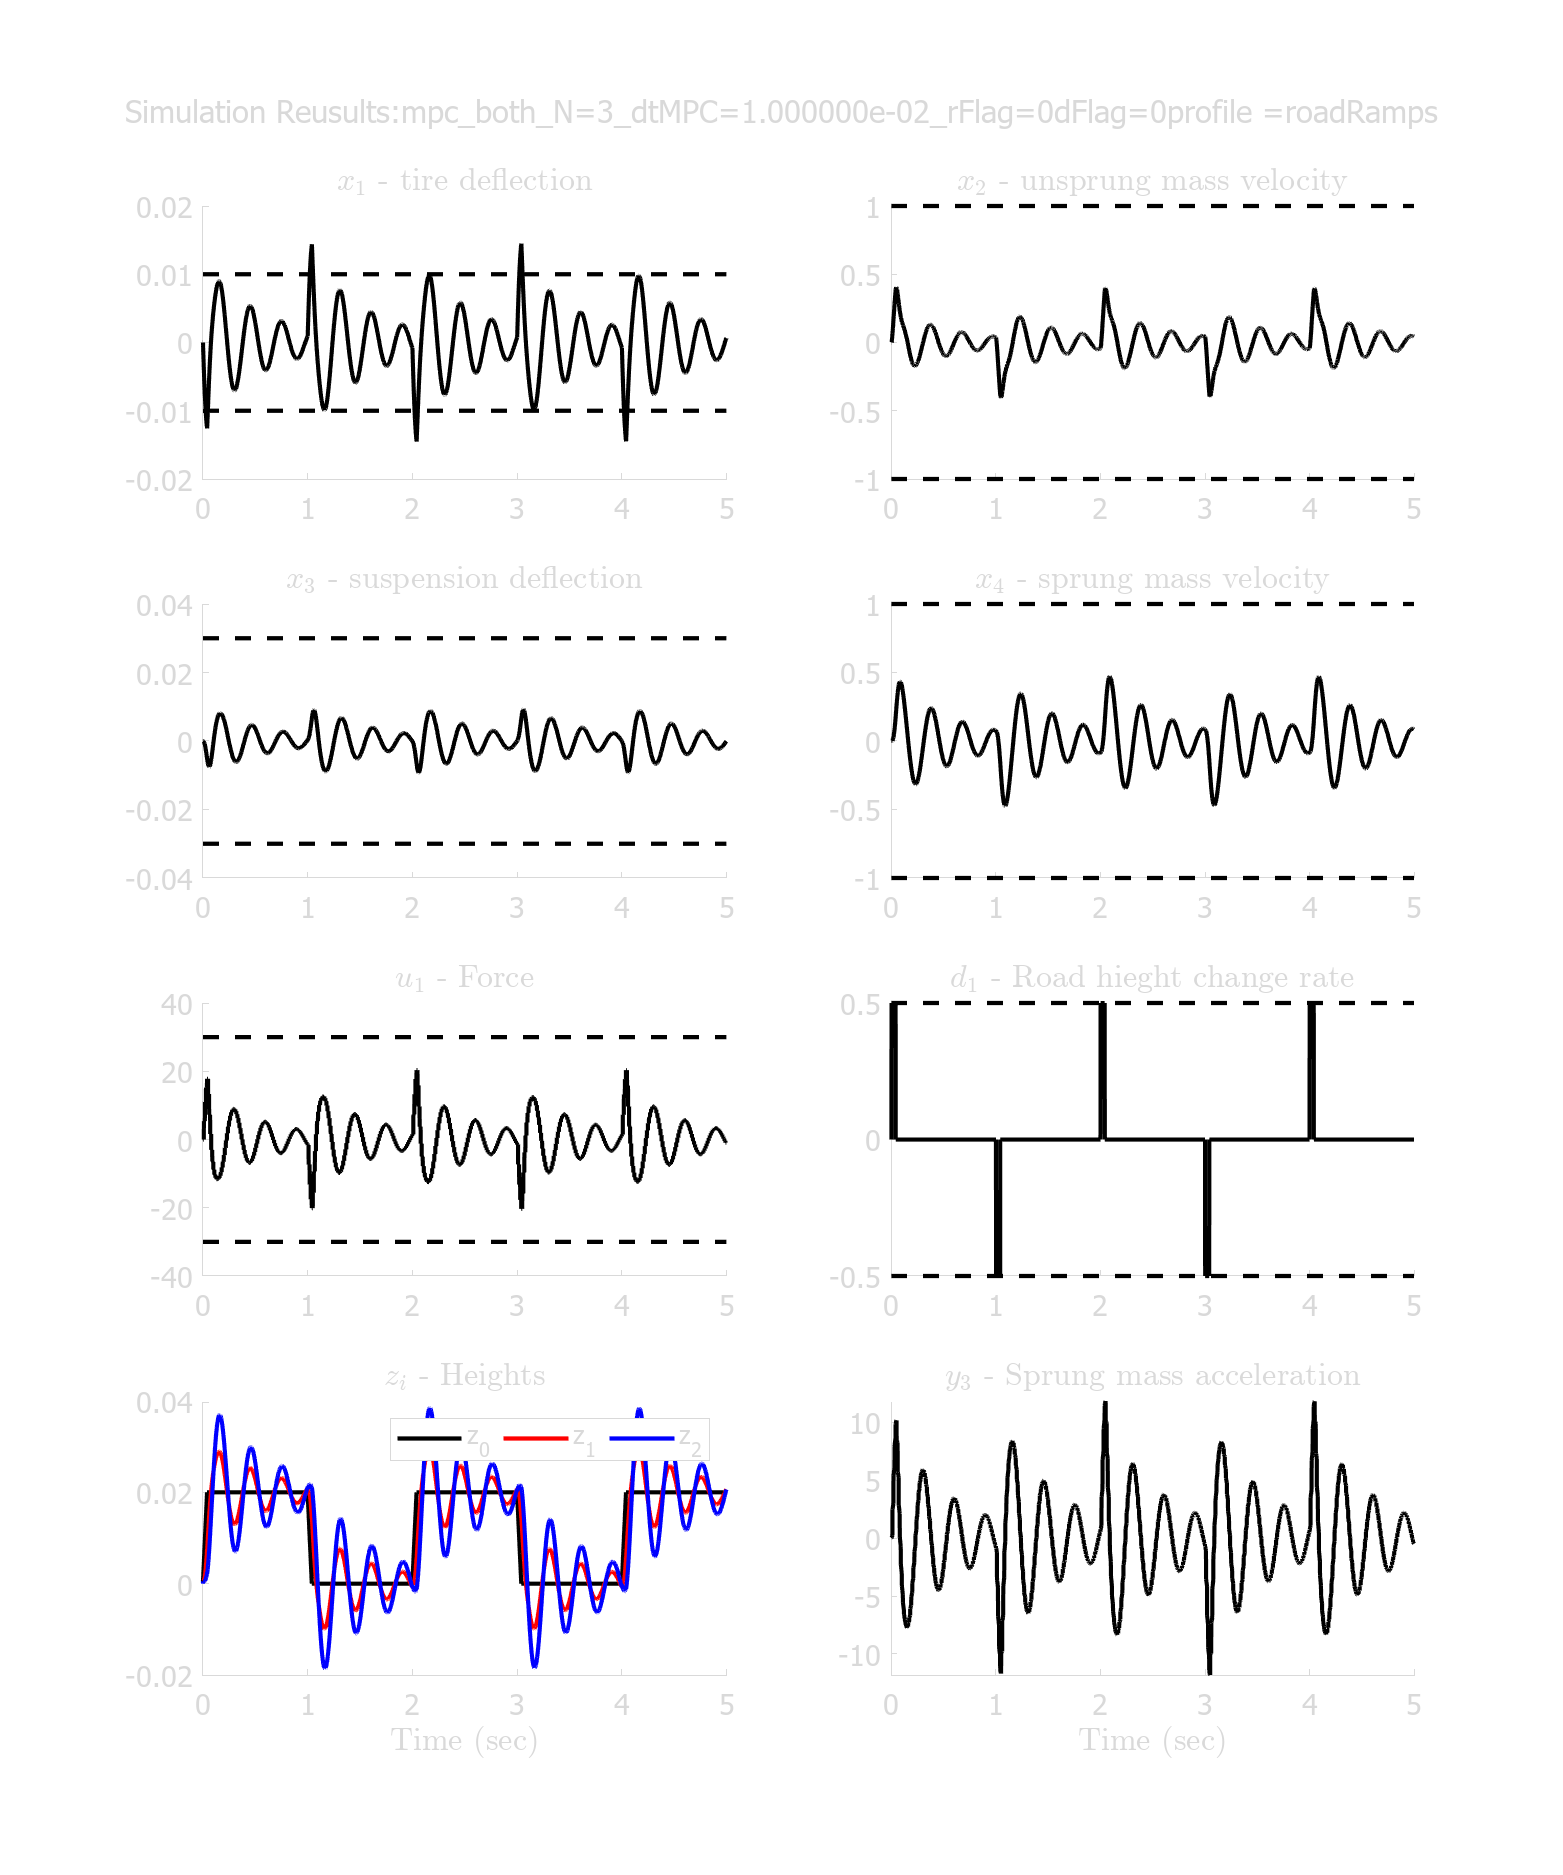 Simulation Reusults:mpc_both_N=3_dtMPC=1.000000e-02_rFlag=0dFlag=0profile =roadRamps
x₁ - tire deflection
0.02
0.01
0
-0.01
-0.02
0 1 2 3 4 5
x₂ - unsprung mass velocity
1
0.5
0
-0.5
-1
0 1 2 3 4 5
x₃ - suspension deflection
0.04
0.02
0
-0.02
-0.04
0 1 2 3 4 5
x₄ - sprung mass velocity
1
0.5
0
-0.5
-1
0 1 2 3 4 5
u₁ - Force
40
20
0
-20
-40
0 1 2 3 4 5
d₁ - Road hieght change rate
0.5
0
-0.5
0 1 2 3 4 5
zᵢ - Heights
0.04
0.02
0
-0.02
z₀ z₁ z₂
0 1 2 3 4 5
Time (sec)
y₃ - Sprung mass acceleration
10
5
0
-5
-10
0 1 2 3 4 5
Time (sec)